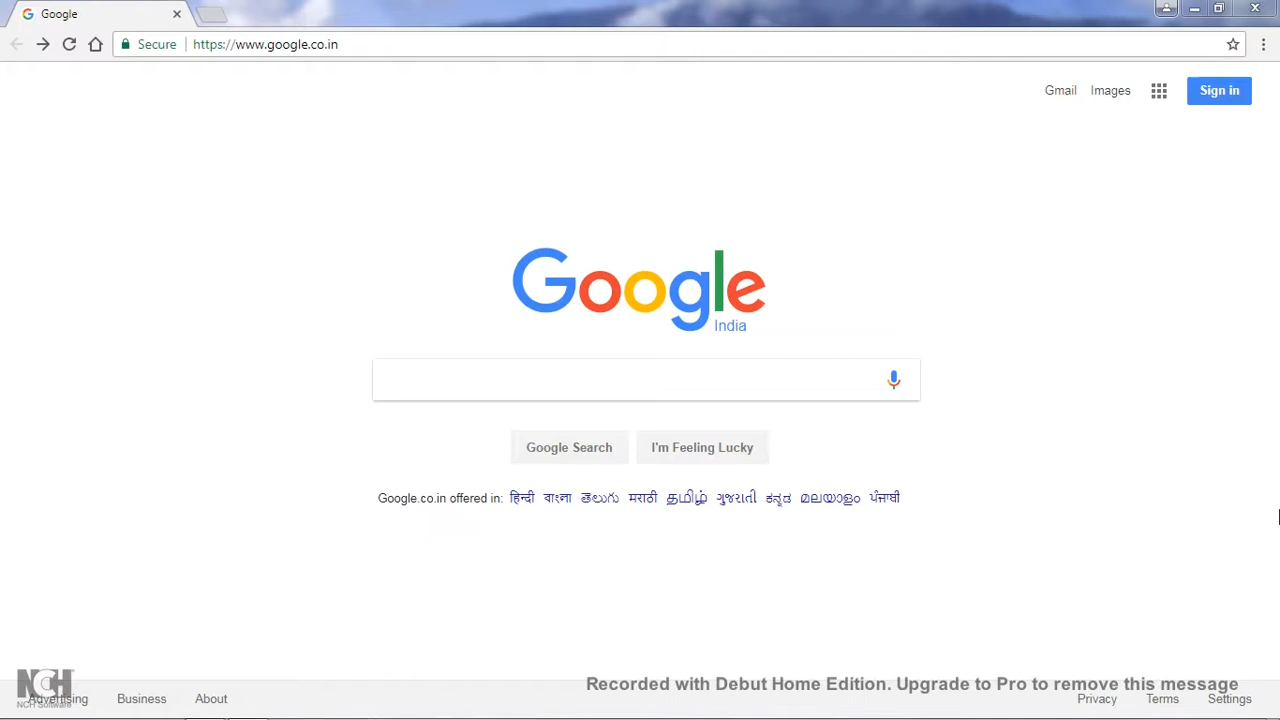 Google
Secure https://www.google.co.in
Gmail Images Sign in
Google
India
Google Search I'm Feeling Lucky
Google.co.in offered in: हिन्दी বাংলা తెలుగు मराठी தமிழ் ગુજરાતી ಕನ್ನಡ മലയാളം ਪੰਜਾਬੀ
NCH
NCH Software
Recorded with Debut Home Edition. Upgrade to Pro to remove this message
Advertising Business About Privacy Terms Settings